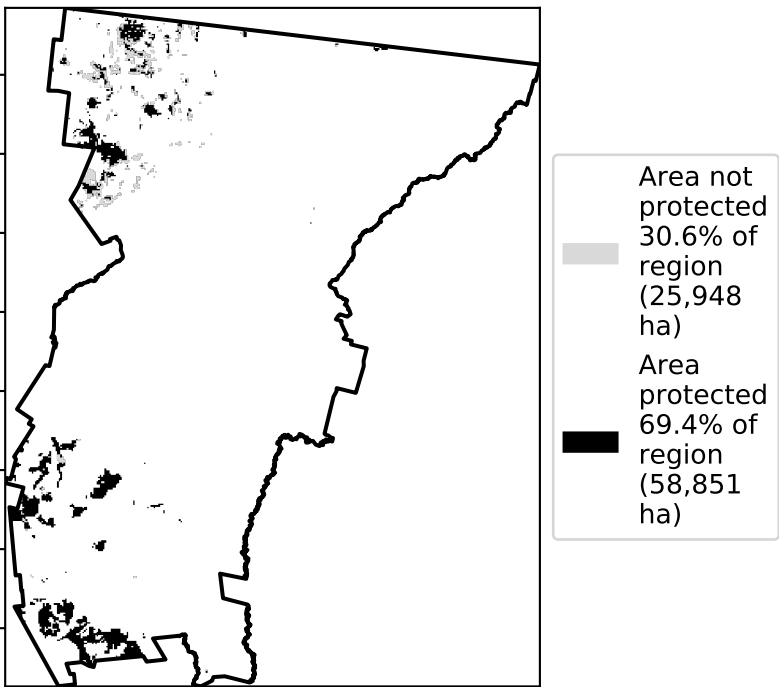 Area not
protected
30.6% of
region
(25,948
ha)
Area
protected
69.4% of
region
(58,851
ha)